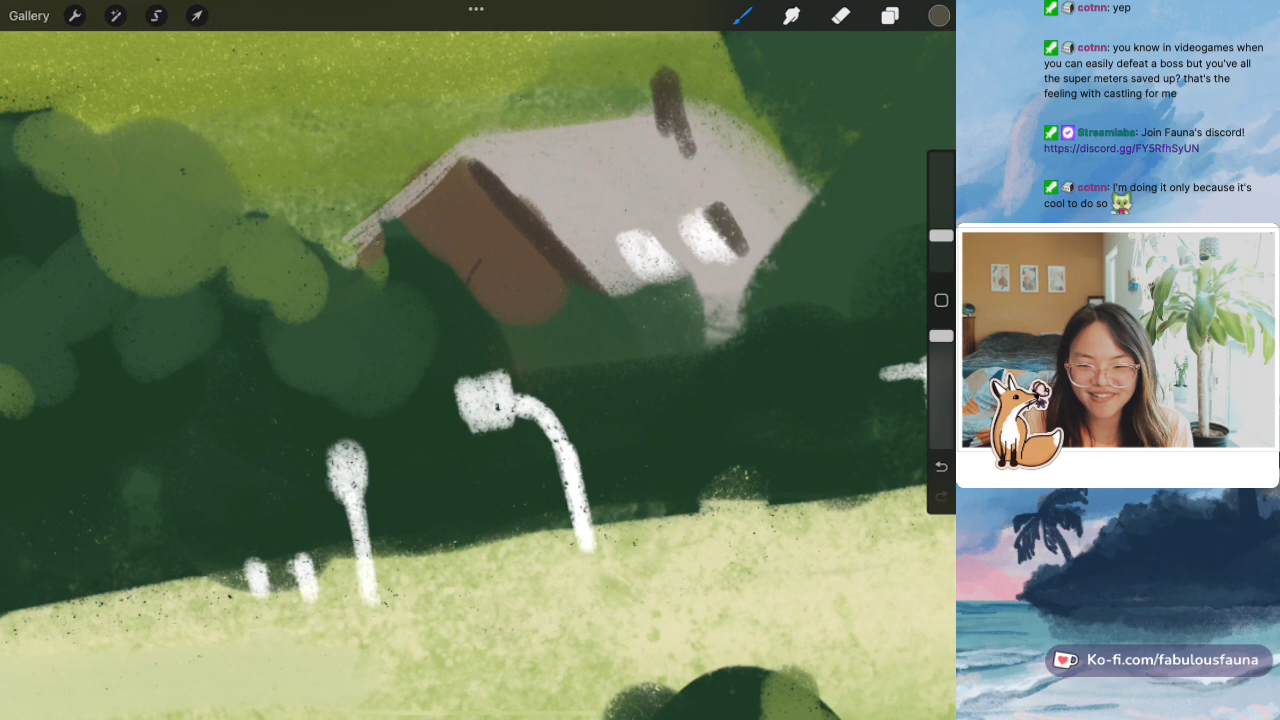 Gallery
cotnn: yep
cotnn: you know in videogames when
you can easily defeat a boss but you've all
the super meters saved up? that's the
feeling with castling for me
Streamlabs: Join Fauna's discord!
https://discord.gg/FY5RfhSyUN
cotnn: I'm doing it only because it's
cool to do so
Ko-fi.com/fabulousfauna